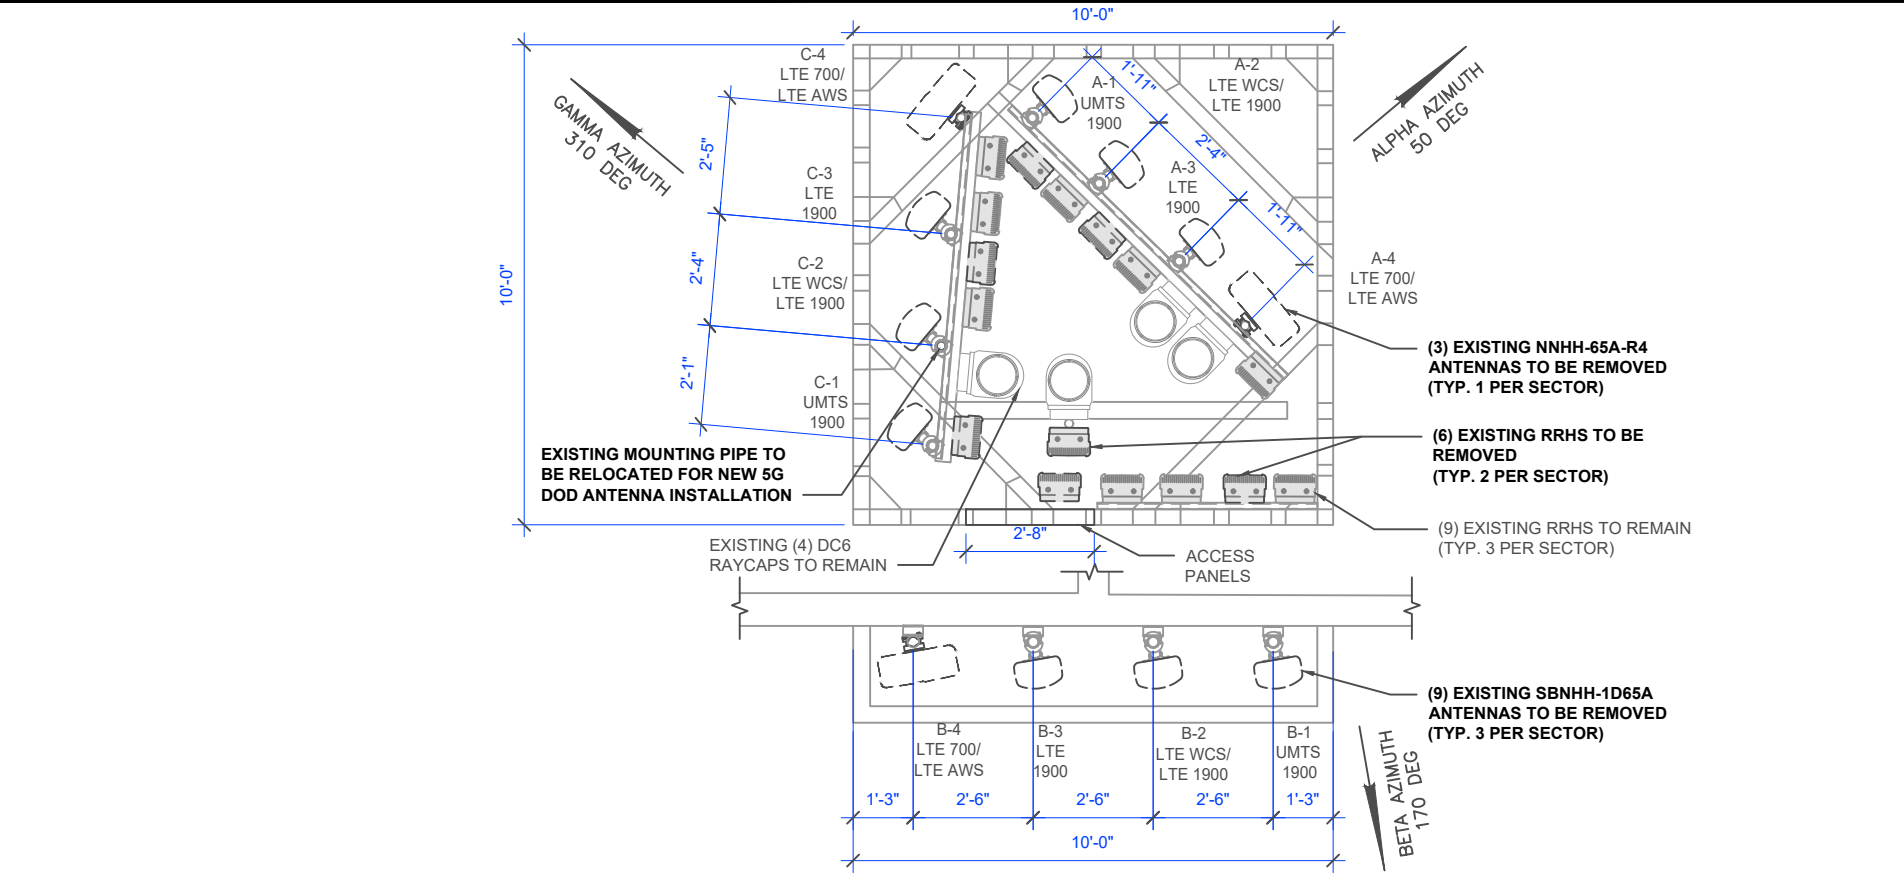 10'-0"
C-4
LTE 700/
LTE AWS
A-1
UMTS
1900
1'-11"
A-2
LTE WCS/
LTE 1900
GAMMA AZIMUTH
310 DEG
ALPHA AZIMUTH
50 DEG
2'-5"
2'-4"
C-3
LTE
1900
A-3
LTE
1900
1'-11"
10'-0"
2'-4"
C-2
LTE WCS/
LTE 1900
A-4
LTE 700/
LTE AWS
2'-1"
C-1
UMTS
1900
(3) EXISTING NNHH-65A-R4
ANTENNAS TO BE REMOVED
(TYP. 1 PER SECTOR)
(6) EXISTING RRHS TO BE
REMOVED
(TYP. 2 PER SECTOR)
EXISTING MOUNTING PIPE TO
BE RELOCATED FOR NEW 5G
DOD ANTENNA INSTALLATION
(9) EXISTING RRHS TO REMAIN
(TYP. 3 PER SECTOR)
EXISTING (4) DC6
RAYCAPS TO REMAIN
2'-8"
ACCESS
PANELS
(9) EXISTING SBNHH-1D65A
ANTENNAS TO BE REMOVED
(TYP. 3 PER SECTOR)
B-4
LTE 700/
LTE AWS
B-3
LTE
1900
B-2
LTE WCS/
LTE 1900
B-1
UMTS
1900
BETA AZIMUTH
170 DEG
1'-3"
2'-6"
2'-6"
2'-6"
1'-3"
10'-0"